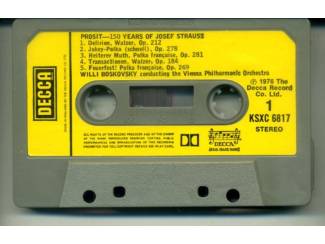 PROSIT—150 YEARS OF JOSEF STRAUSS
1. Delirien, Walzer, Op. 212
2. Jokey-Polka (schnell), Op. 278
3. Heiterer Muth, Polka française, Op. 281
4. Transactionen, Walzer, Op. 184
5. Feuerfest! Polka française, Op. 269
WILLI BOSKOVSKY conducting the Vienna Philharmonic Orchestra
DECCA
℗ 1976 The
Decca Record
Co. Ltd.
1
KSXC 6817
STEREO
DECCA